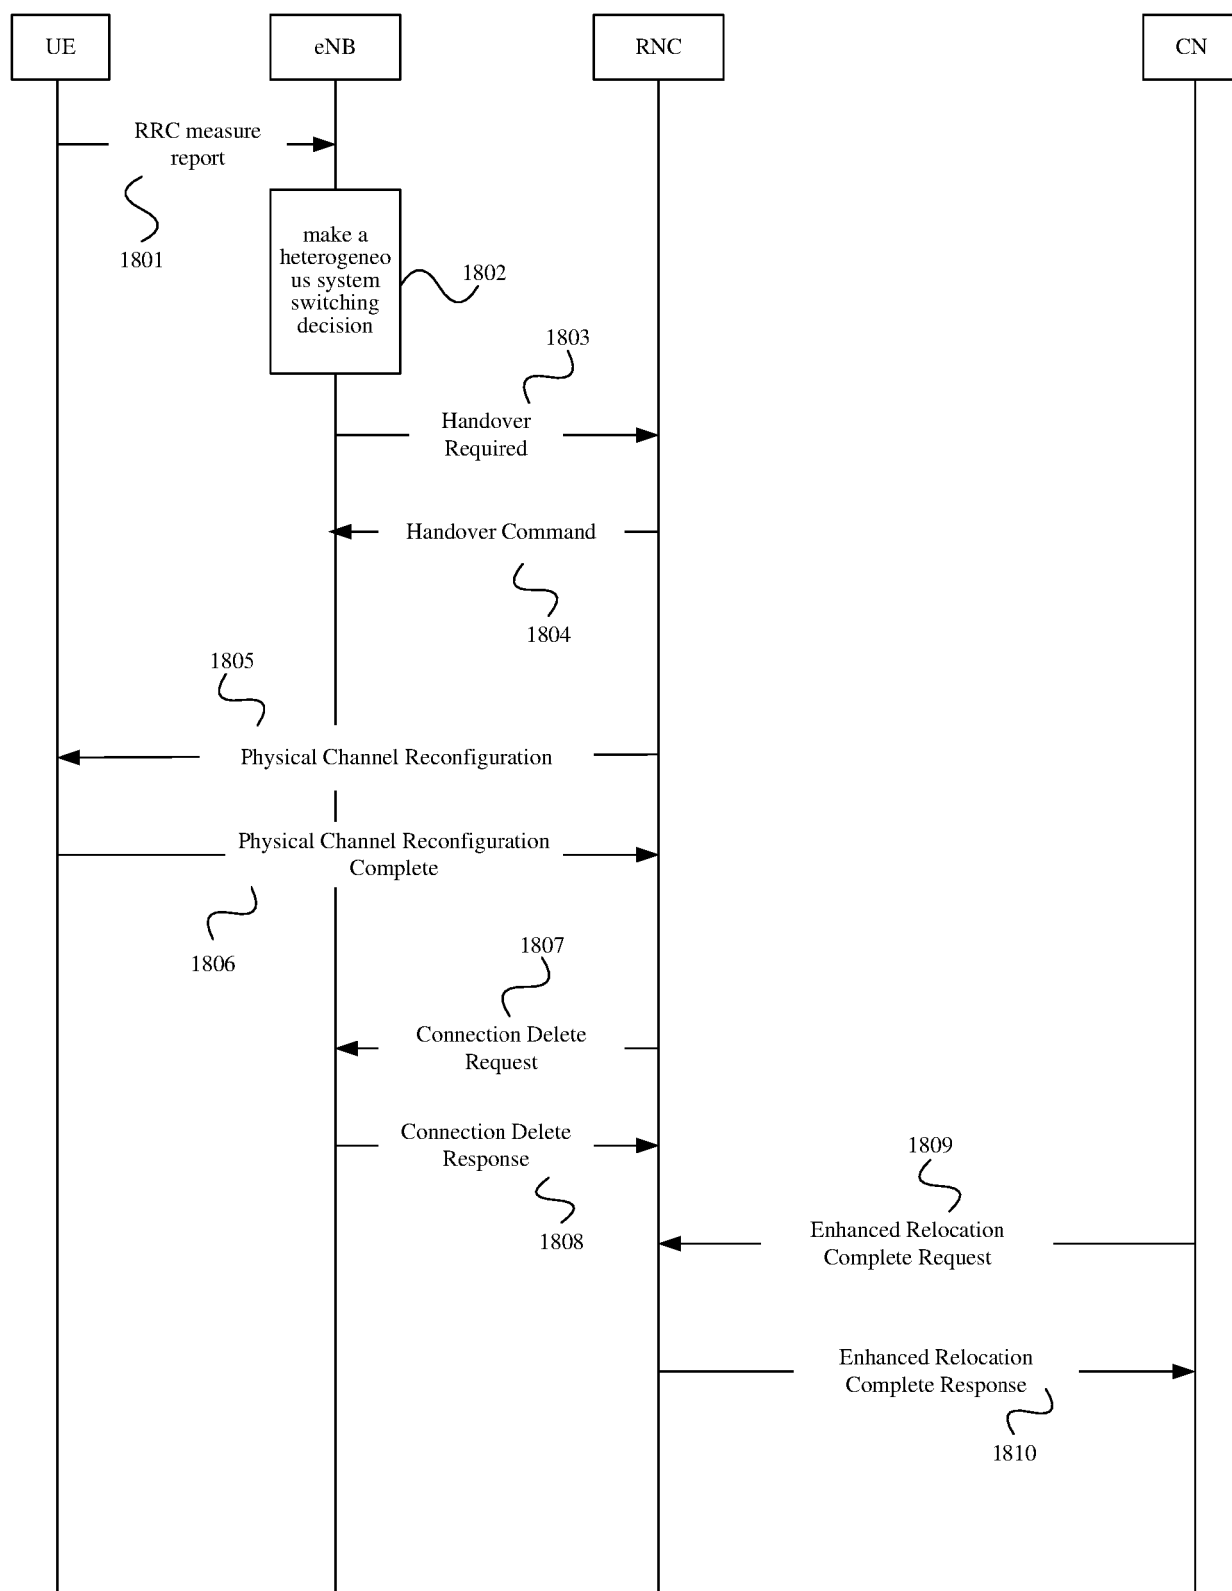 UE
eNB
RNC
CN
RRC measure
report
1801
make a
heterogeneo
us system
switching
decision
1802
1803
Handover
Required
Handover Command
1804
1805
Physical Channel Reconfiguration
Physical Channel Reconfiguration
Complete
1806
1807
Connection Delete
Request
Connection Delete
Response
1808
1809
Enhanced Relocation
Complete Request
Enhanced Relocation
Complete Response
1810